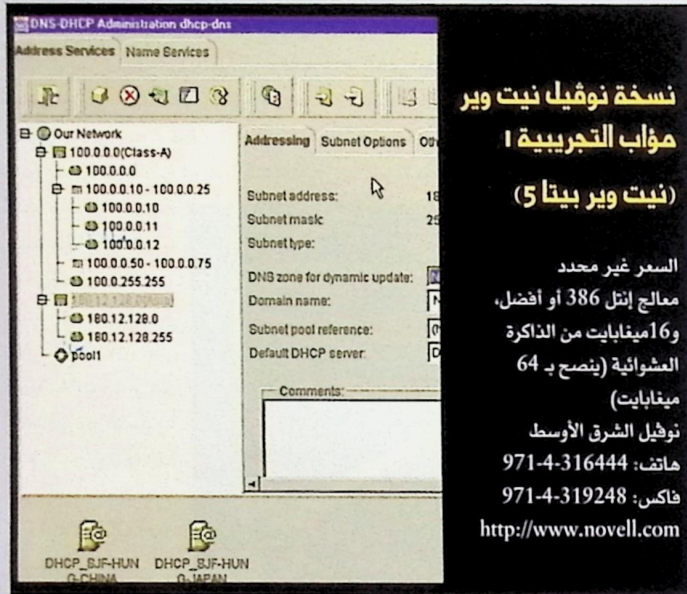 DNS-DHCP Administration dhcp-dns
Address Services Name Services
Our Network
100.0.0.0(Class-A)
100.0.0.0
100.0.0.10 - 100.0.0.25
100.0.0.10
100.0.0.11
100.0.0.12
100.0.0.50 - 100.0.0.75
100.0.255.255
180.12.128.0
180.12.128.255
pool1
Addressing Subnet Options Oth
Subnet address: 18
Subnet mask: 25
Subnet type:
DNS zone for dynamic update:
Domain name: N
Subnet pool reference:
Default DHCP server: D
Comments:
DHCP_SJF-HUN
G-CHINA
DHCP_SJF-HUN
G-JAPAN
نسخة نوڤيل نيت وير
مؤاب التجريبية ١
(نيت وير بيتا 5)
السعر غير محدد
معالج إنتل 386 أو أفضل،
و16ميغابايت من الذاكرة
العشوائية (ينصح بـ 64
ميغابايت)
نوڤيل الشرق الأوسط
هاتف: 971-4-316444
فاكس: 971-4-319248
http://www.novell.com